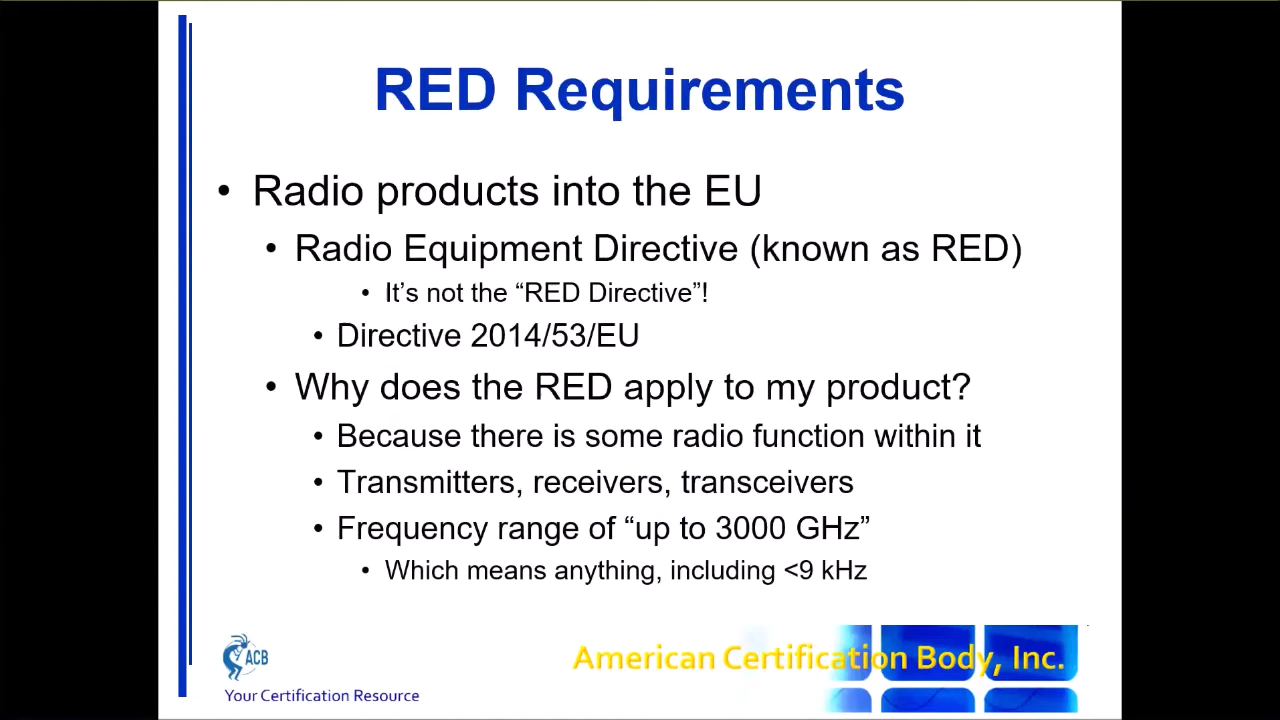 RED Requirements
• Radio products into the EU
• Radio Equipment Directive (known as RED)
• It’s not the “RED Directive”!
• Directive 2014/53/EU
• Why does the RED apply to my product?
• Because there is some radio function within it
• Transmitters, receivers, transceivers
• Frequency range of “up to 3000 GHz”
• Which means anything, including <9 kHz
ACB
American Certification Body, Inc.
Your Certification Resource